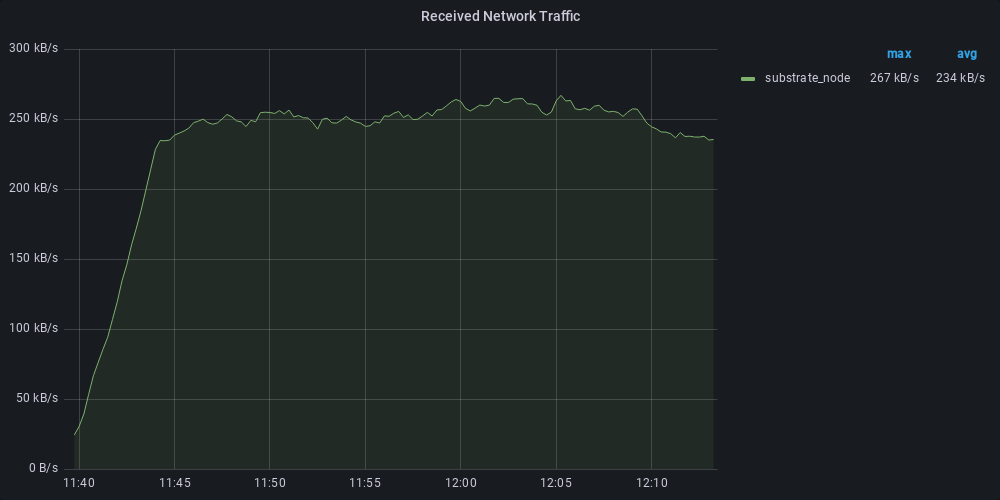 Received Network Traffic
300 kB/s
250 kB/s
200 kB/s
150 kB/s
100 kB/s
50 kB/s
0 B/s
11:40 11:45 11:50 11:55 12:00 12:05 12:10
max avg
substrate_node 267 kB/s 234 kB/s